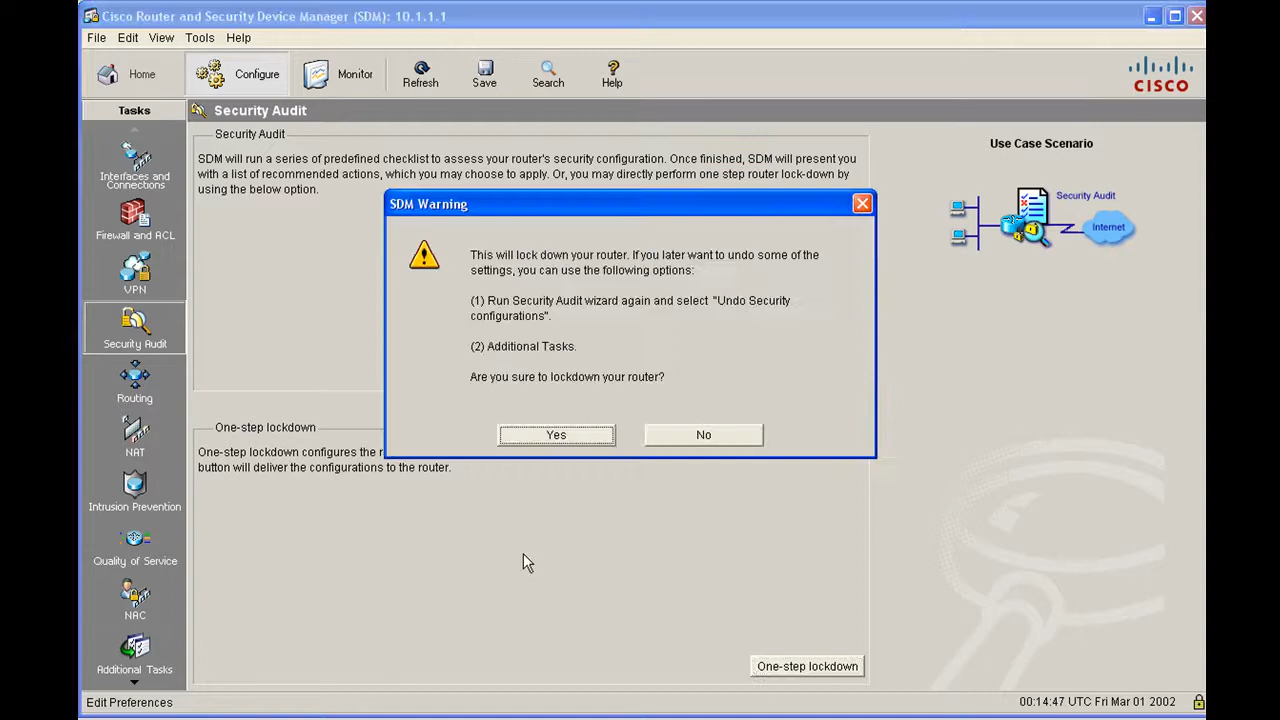 Cisco Router and Security Device Manager (SDM): 10.1.1.1
File Edit View Tools Help
Home Configure Monitor Refresh Save Search Help
CISCO
Tasks
Interfaces and
Connections
Firewall and ACL
VPN
Security Audit
Routing
NAT
Intrusion Prevention
Quality of Service
NAC
Additional Tasks
Security Audit
Security Audit
SDM will run a series of predefined checklist to assess your router's security configuration. Once finished, SDM will present you
with a list of recommended actions, which you may choose to apply. Or, you may directly perform one step router lock-down by
using the below option.
Use Case Scenario
Security Audit
Internet
SDM Warning
This will lock down your router. If you later want to undo some of the
settings, you can use the following options:
(1) Run Security Audit wizard again and select "Undo Security
configurations".
(2) Additional Tasks.
Are you sure to lockdown your router?
Yes No
One-step lockdown
One-step lockdown configures the
button will deliver the configurations to the router.
One-step lockdown
Edit Preferences
00:14:47 UTC Fri Mar 01 2002